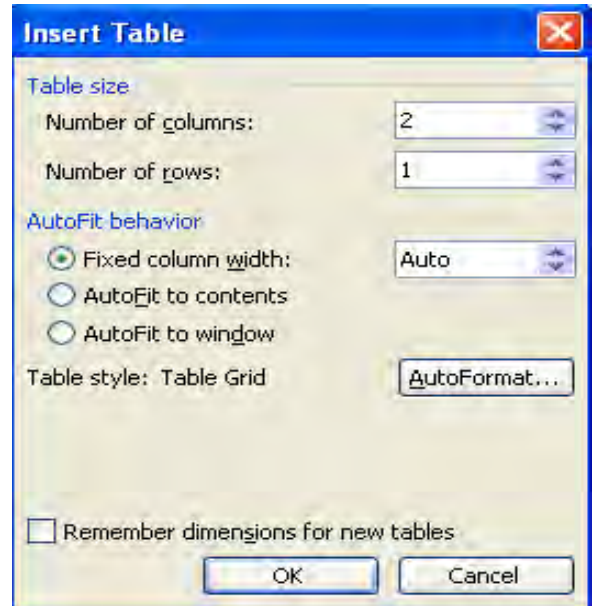 Insert Table
Table size
Number of columns: 2
Number of rows: 1
AutoFit behavior
Fixed column width: Auto
AutoFit to contents
AutoFit to window
Table style: Table Grid AutoFormat...
Remember dimensions for new tables
OK Cancel